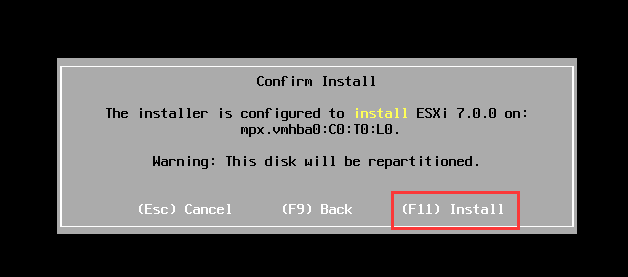 Confirm Install
The installer is configured to install ESXi 7.0.0 on:
mpx.vmhba0:C0:T0:L0.
Warning: This disk will be repartitioned.
(Esc) Cancel (F9) Back (F11) Install